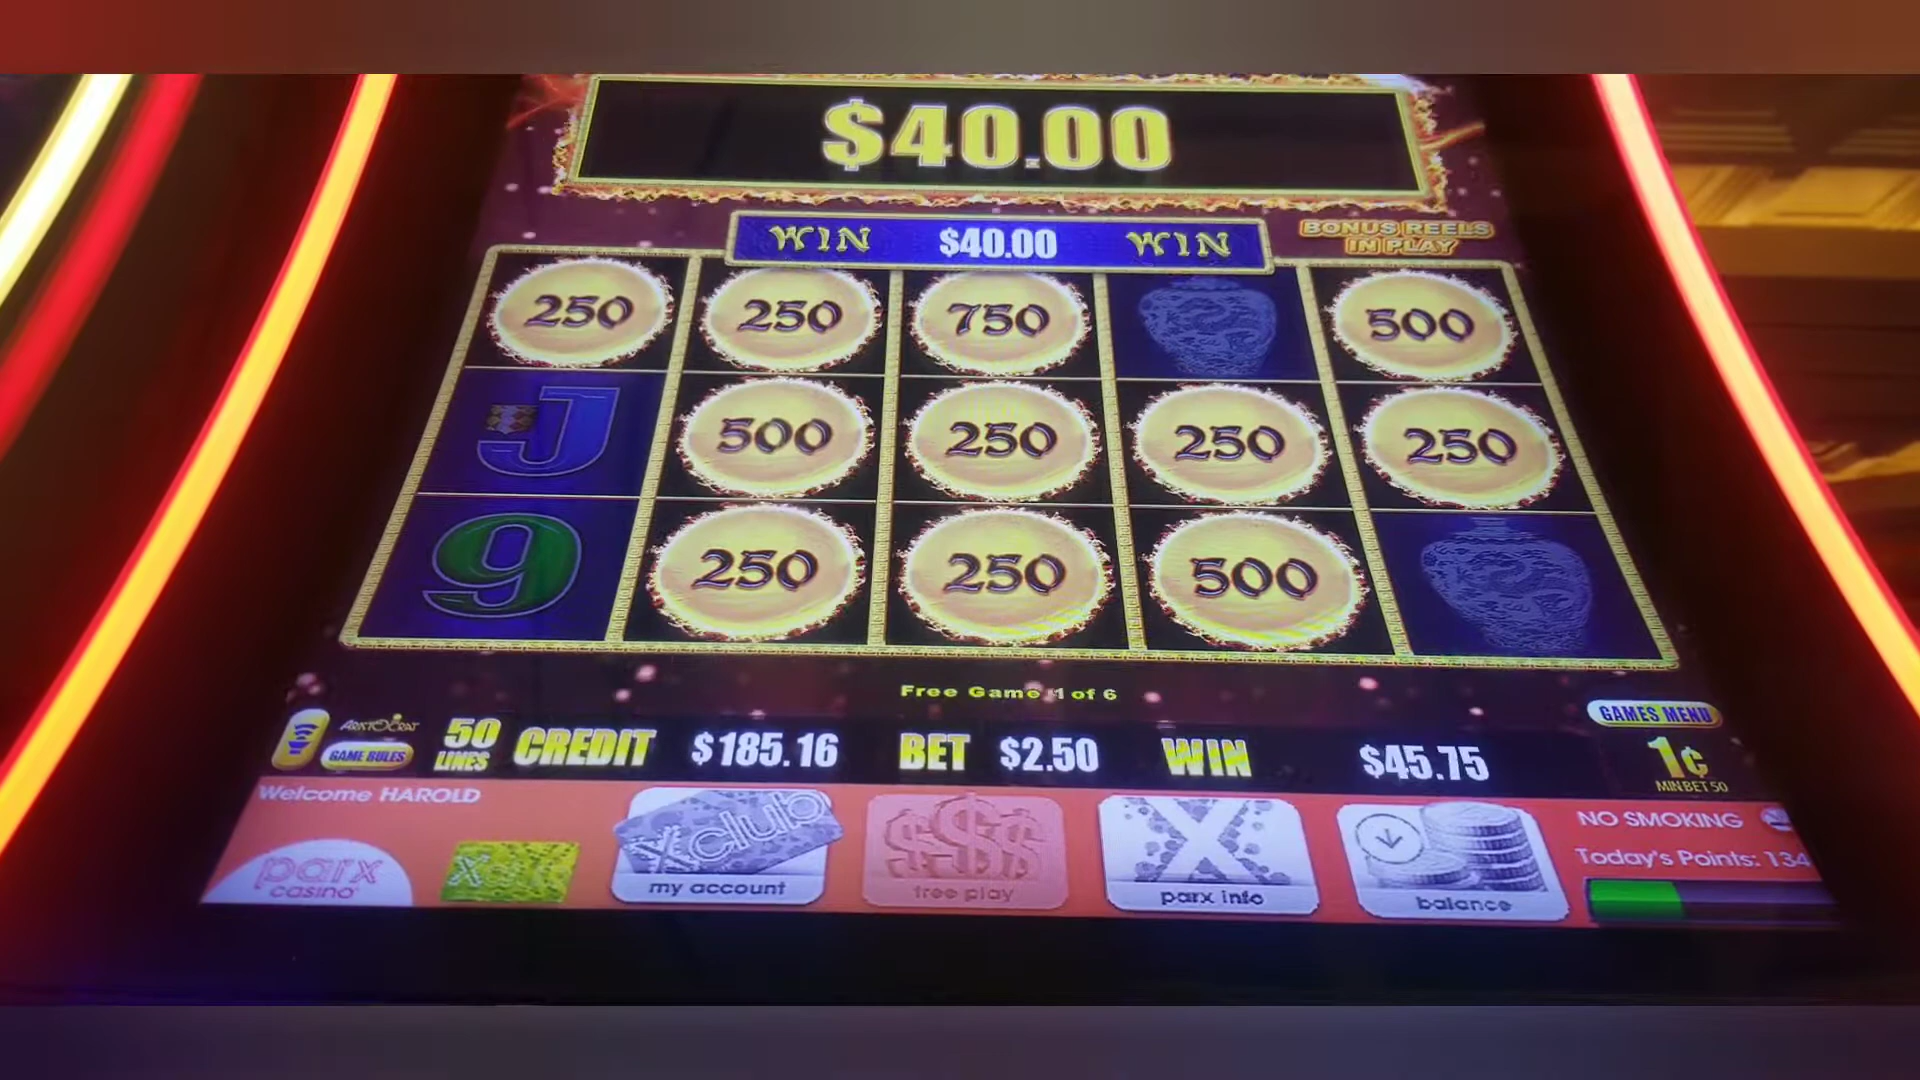 $40.00
WIN $40.00 WIN
BONUS REELS
IN PLAY
250 250 750 500
J 500 250 250 250
9 250 250 500
Free Game 1 of 6
GAMES MENU
ARISTOCRAT
GAME RULES
50
LINES
CREDIT $185.16 BET $2.50 WIN $45.75
1¢
MIN BET 50
Welcome HAROLD
parx
casino
xclub
xclub
my account
$$$
free play
X
parx info
balance
NO SMOKING
Today's Points: 134